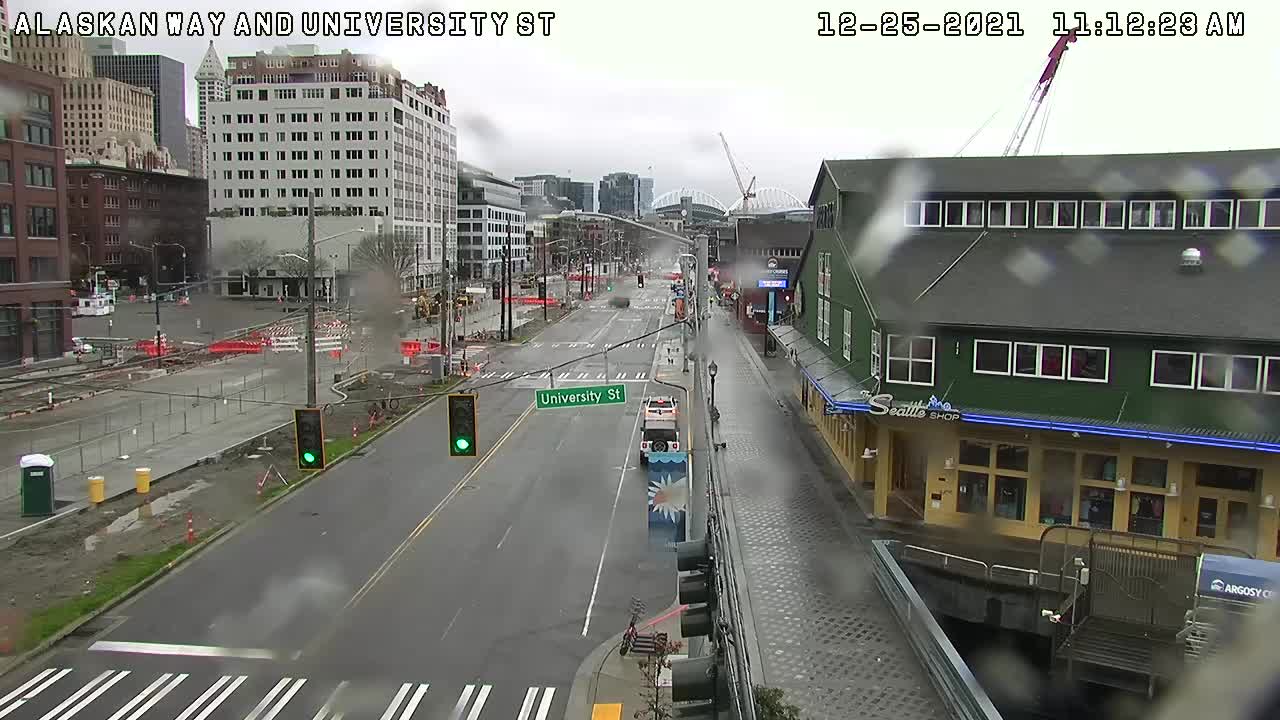 ALASKAN WAY AND UNIVERSITY ST
12-25-2021 11:12:23 AM
University St
Seattle
SHOP
ARGOSY